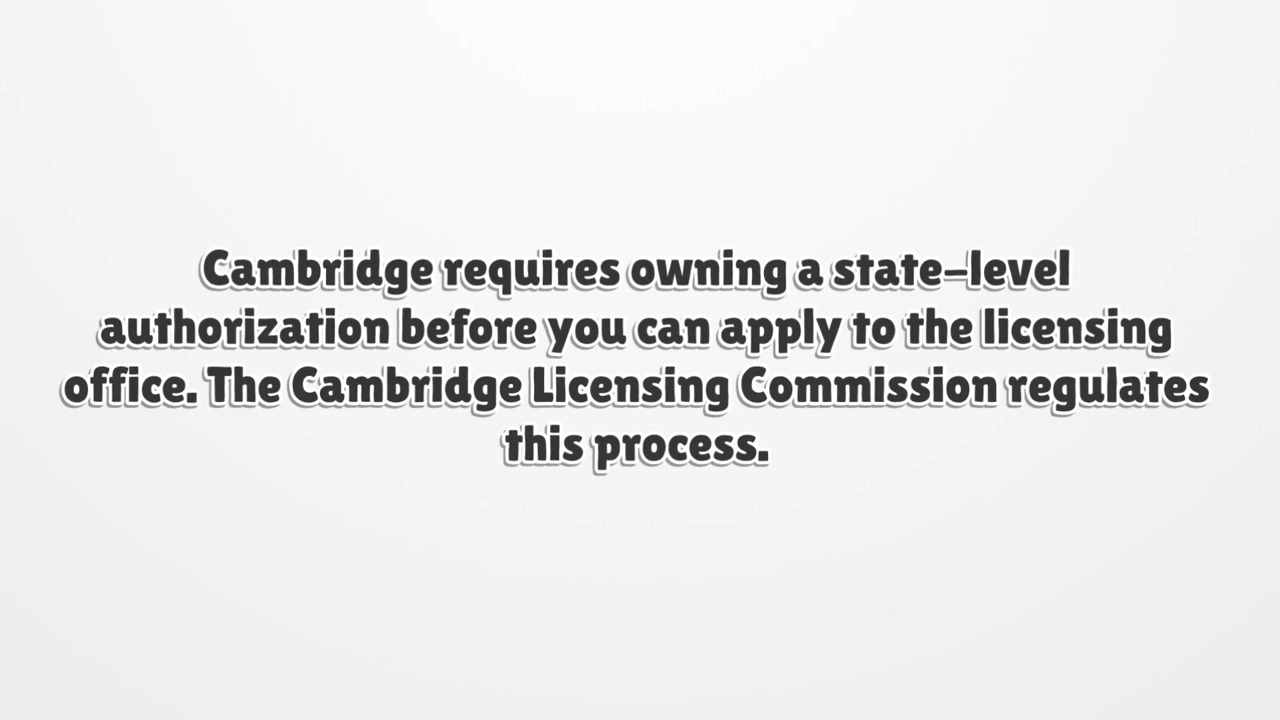 Cambridge requires owning a state-level
authorization before you can apply to the licensing
office. The Cambridge Licensing Commission regulates
this process.